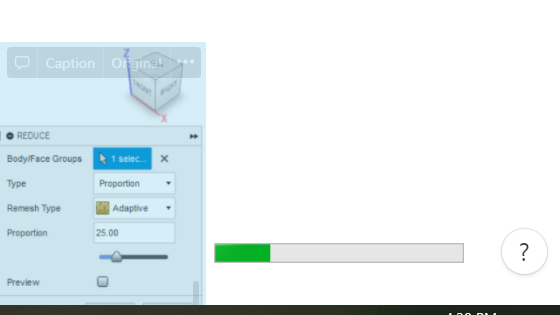 Z
Caption Original
FRONT RIGHT
X
REDUCE
Body/Face Groups 1 selec...
Type Proportion
Remesh Type Adaptive
Proportion 25.00
Preview
?